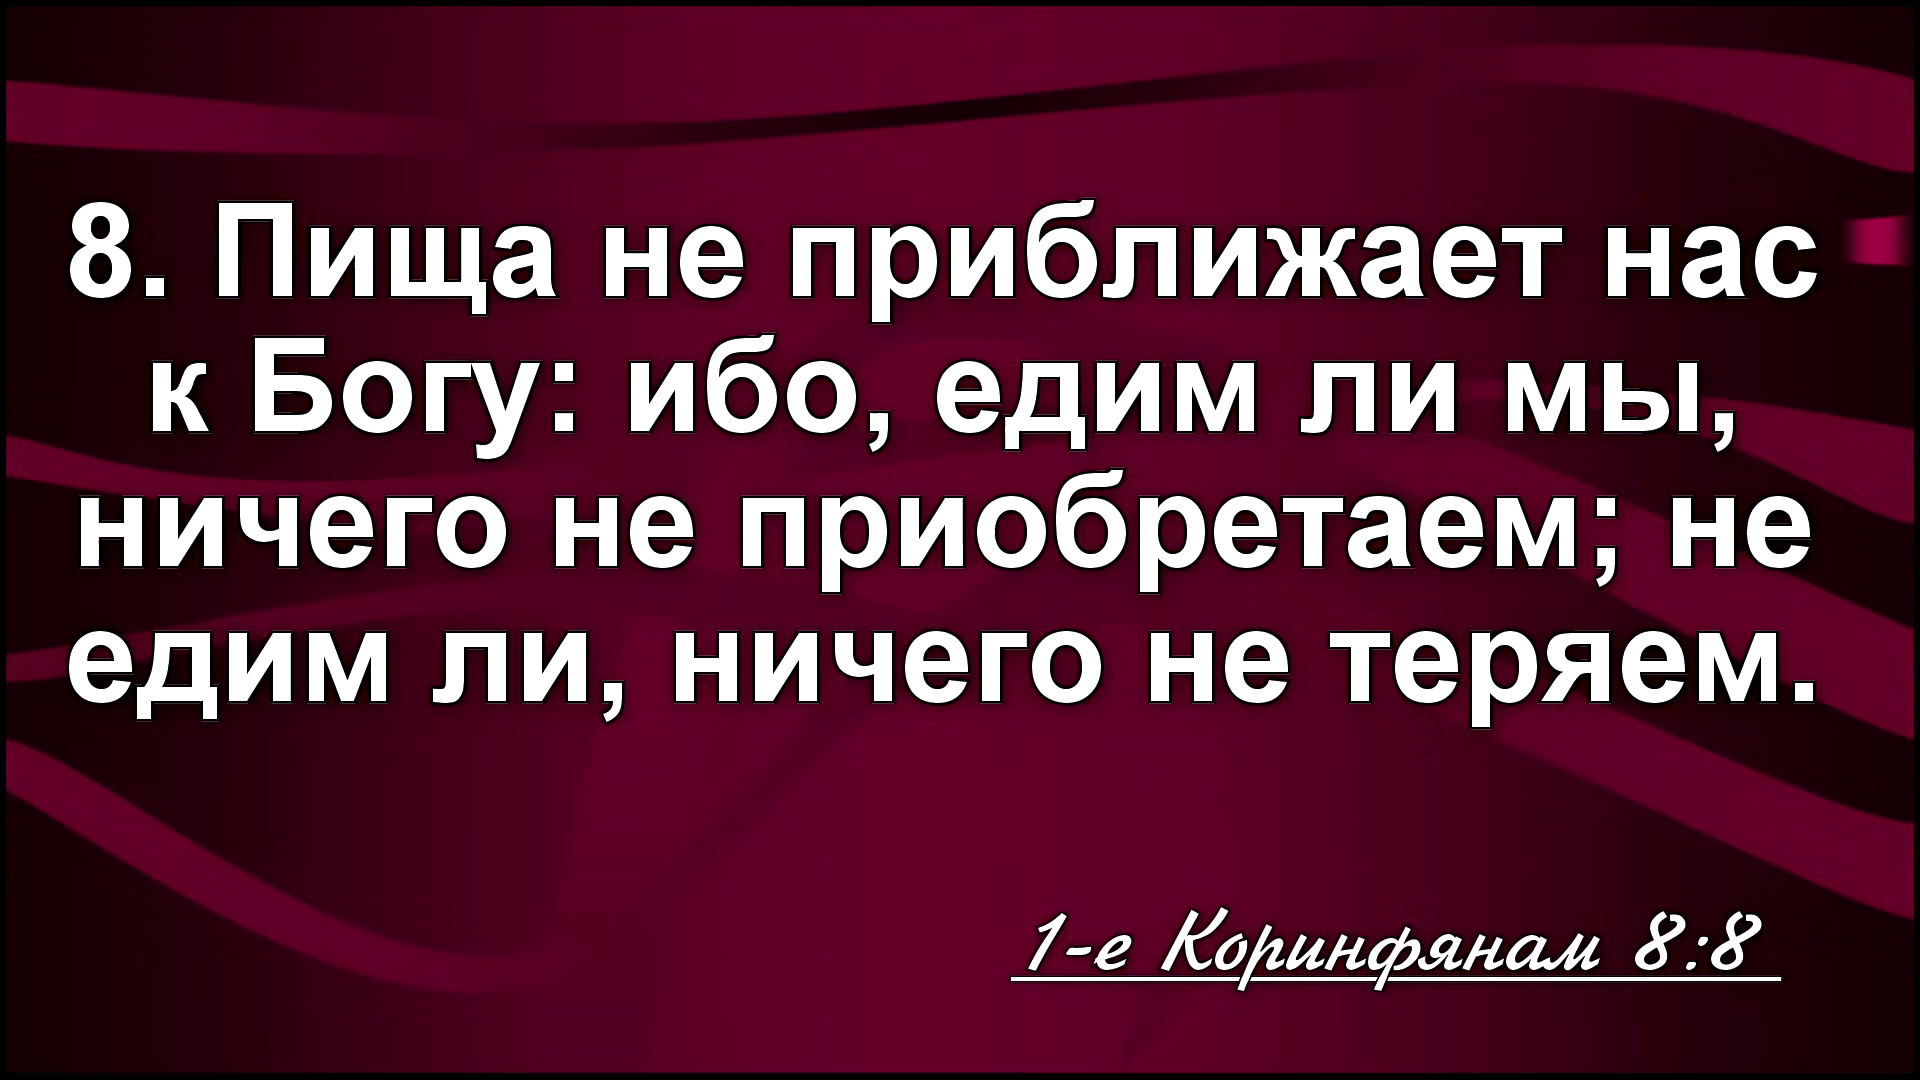 8. Пища не приближает нас
к Богу: ибо, едим ли мы,
ничего не приобретаем; не
едим ли, ничего не теряем.
1-е Коринфянам 8:8